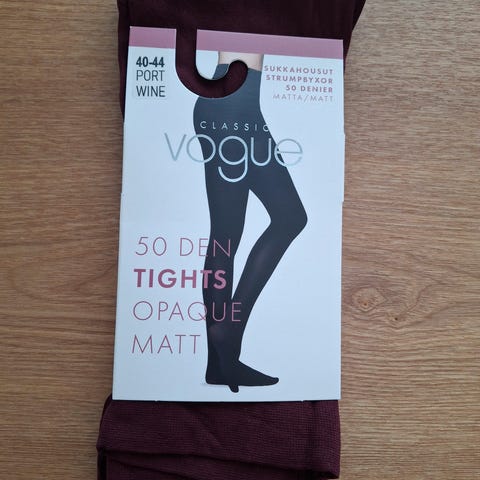 40-44
PORT
WINE
SUKKAHOUSUT
STRUMPBYXOR
50 DENIER
MATTA/MATT
CLASSIC
vogue
50 DEN
TIGHTS
OPAQUE
MATT